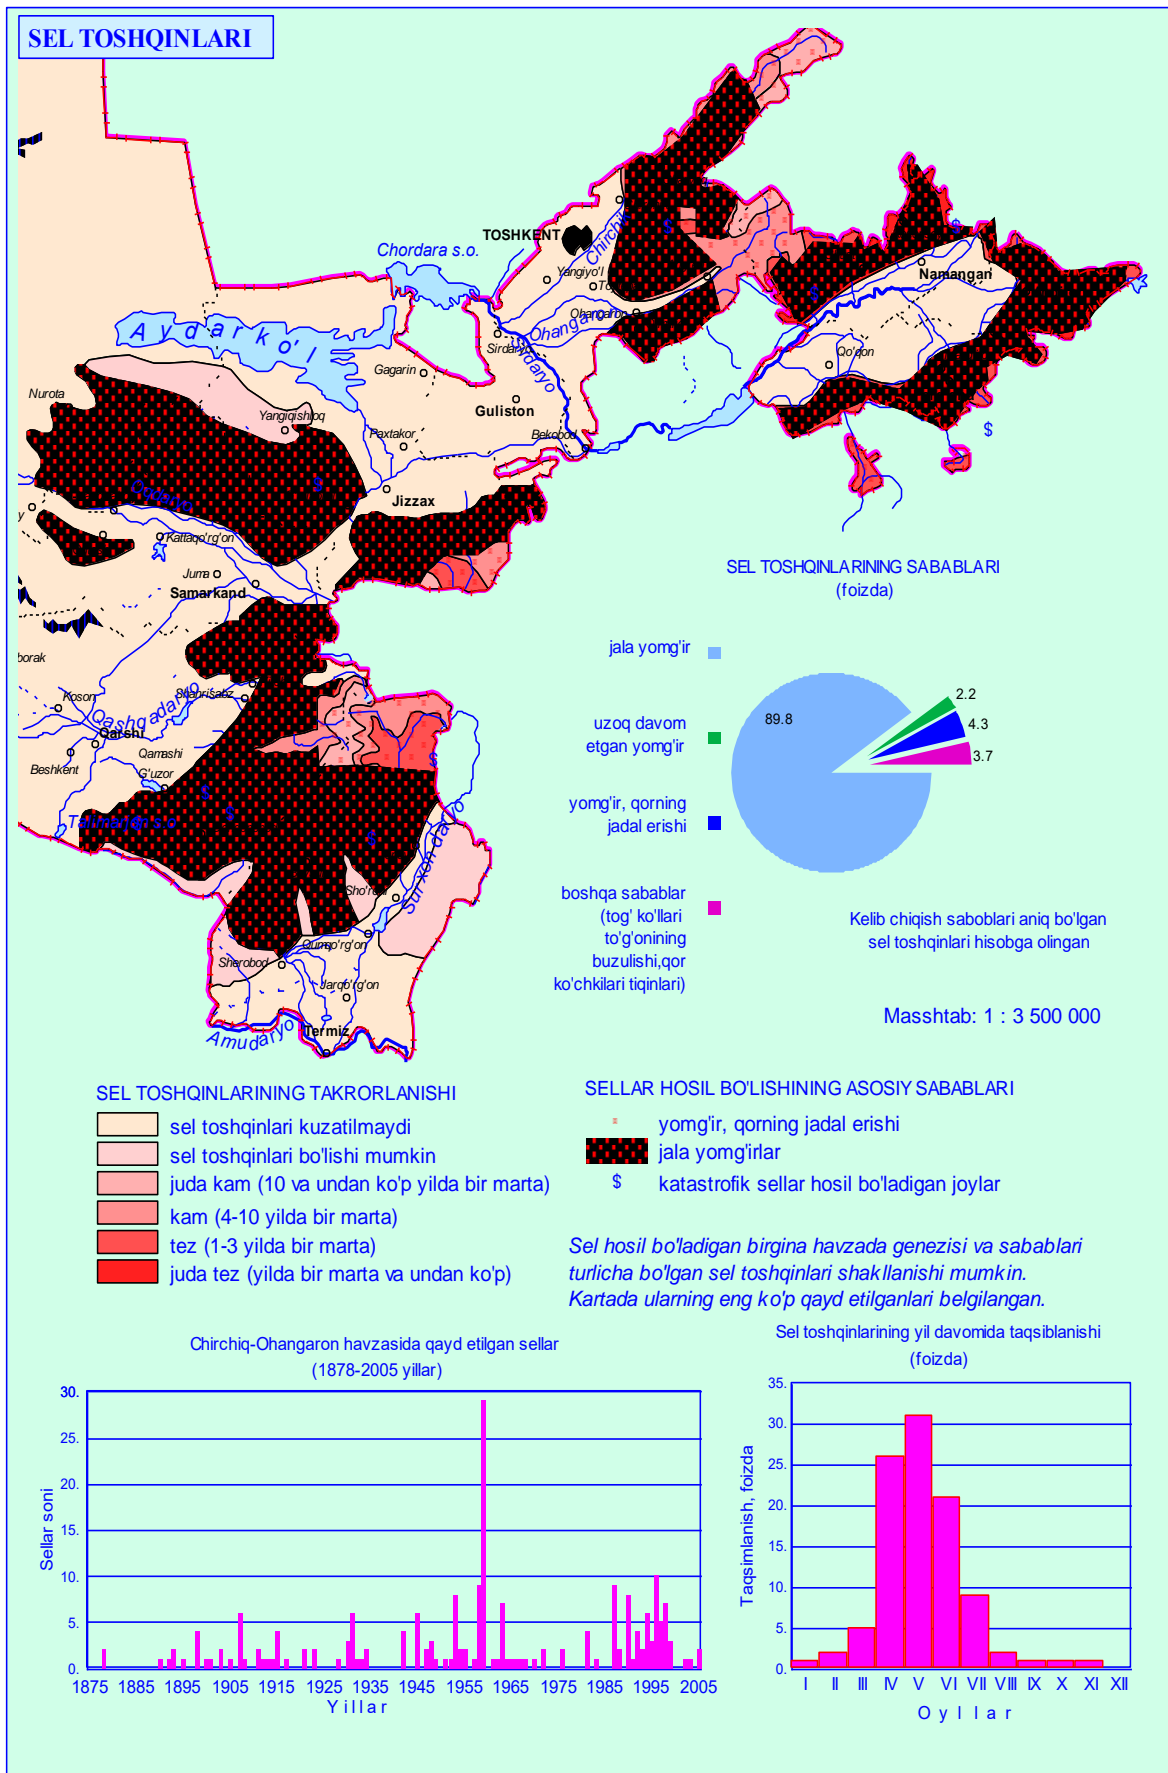 SEL TOSHQINLARI
Chordara s.o.
TOSHKENT
Chirchiq
Yangiyo'l
Ohangaron
Ohangaron
Namangan
Aydarko'l
Sirdaryo
Sirdaryo
Qo'qon
Gagarin
Nurota
Guliston
Yangiqishloq
Paxtakor
Bekobod
Oqdaryo
Jizzax
Kattaqo'rg'on
Juma
Samarkand
borak
Koson
Shahrisabz
Qashqadaryo
Qarshi
Beshkent
Qamashi
G'uzor
Tallmarjon s.o.
Surxondaryo
Sho'rchi
Qumqo'rg'on
Sherobod
Jarqo'rg'on
Amudaryo
Termiz
SEL TOSHQINLARINING SABABLARI
(foizda)
jala yomg'ir
uzoq davom
etgan yomg'ir
yomg'ir, qorning
jadal erishi
boshqa sabablar
(tog' ko'llari
to'g'onining
buzulishi,qor
ko'chkilari tiqinlari)
89.8
2.2
4.3
3.7
Kelib chiqish saboblari aniq bo'lgan
sel toshqinlari hisobga olingan
Masshtab: 1 : 3 500 000
SEL TOSHQINLARINING TAKRORLANISHI
sel toshqinlari kuzatilmaydi
sel toshqinlari bo'lishi mumkin
juda kam (10 va undan ko'p yilda bir marta)
kam (4-10 yilda bir marta)
tez (1-3 yilda bir marta)
juda tez (yilda bir marta va undan ko'p)
SELLAR HOSIL BO'LISHINING ASOSIY SABABLARI
yomg'ir, qorning jadal erishi
jala yomg'irlar
$ katastrofik sellar hosil bo'ladigan joylar
Sel hosil bo'ladigan birgina havzada genezisi va sabablari
turlicha bo'lgan sel toshqinlari shakllanishi mumkin.
Kartada ularning eng ko'p qayd etilganlari belgilangan.
Chirchiq-Ohangaron havzasida qayd etilgan sellar
(1878-2005 yillar)
Sellar soni
30.
25.
20.
15.
10.
5.
0.
1875 1885 1895 1905 1915 1925 1935 1945 1955 1965 1975 1985 1995 2005
Yillar
Sel toshqinlarining yil davomida taqsiblanishi
(foizda)
Taqsimlanish, foizda
35.
30.
25.
20.
15.
10.
5.
0.
I II III IV V VI VII VIII IX X XI XII
Oyllar